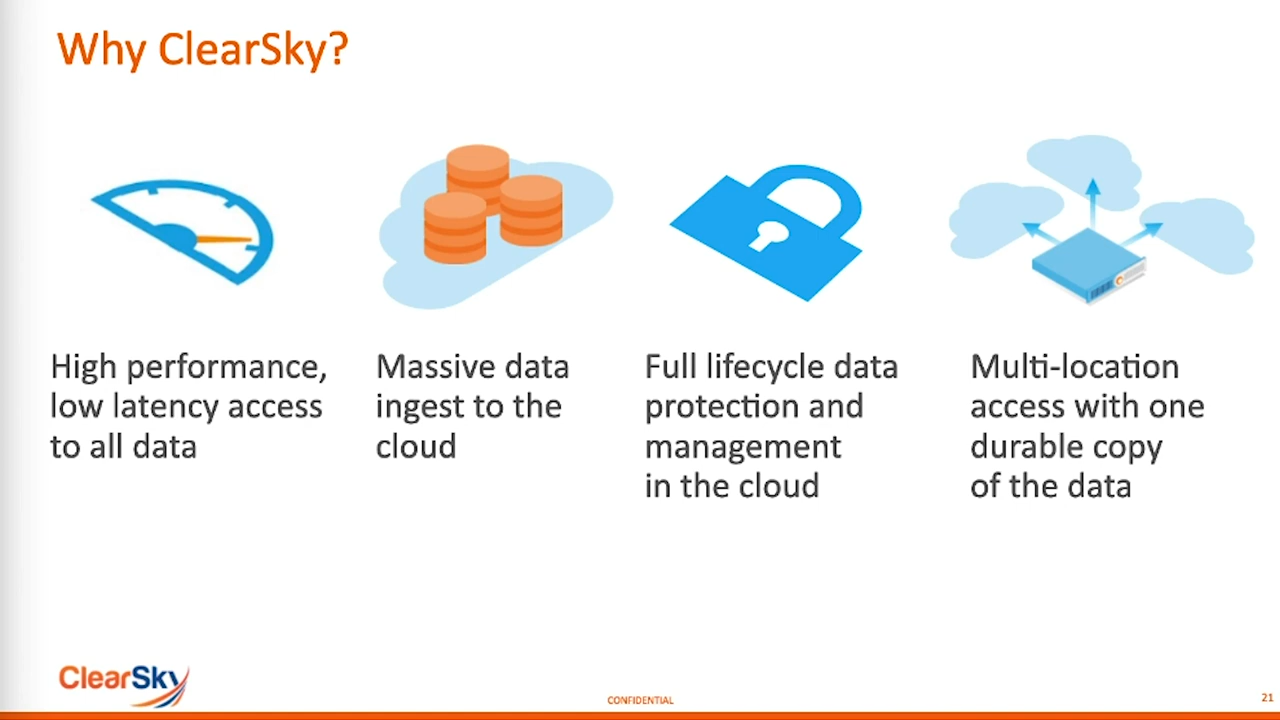 Why ClearSky?
High performance,
low latency access
to all data
Massive data
ingest to the
cloud
Full lifecycle data
protection and
management
in the cloud
Multi-location
access with one
durable copy
of the data
ClearSky
CONFIDENTIAL
21